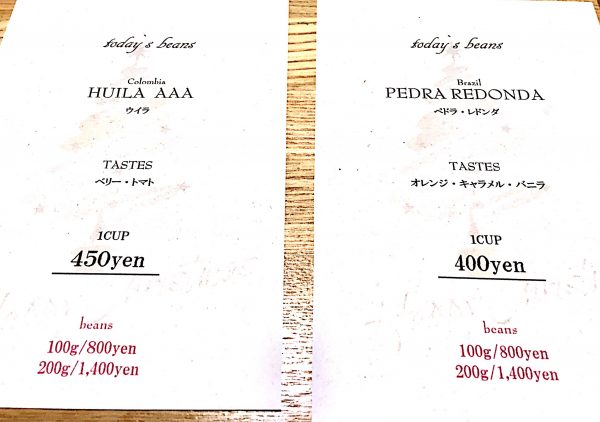 today's beans
Colombia
HUILA AAA
ウイラ
TASTES
ベリー・トマト
1CUP
450yen
beans
100g/800yen
200g/1,400yen
today's beans
Brazil
PEDRA REDONDA
ペドラ・レドンダ
TASTES
オレンジ・キャラメル・バニラ
1CUP
400yen
beans
100g/800yen
200g/1,400yen